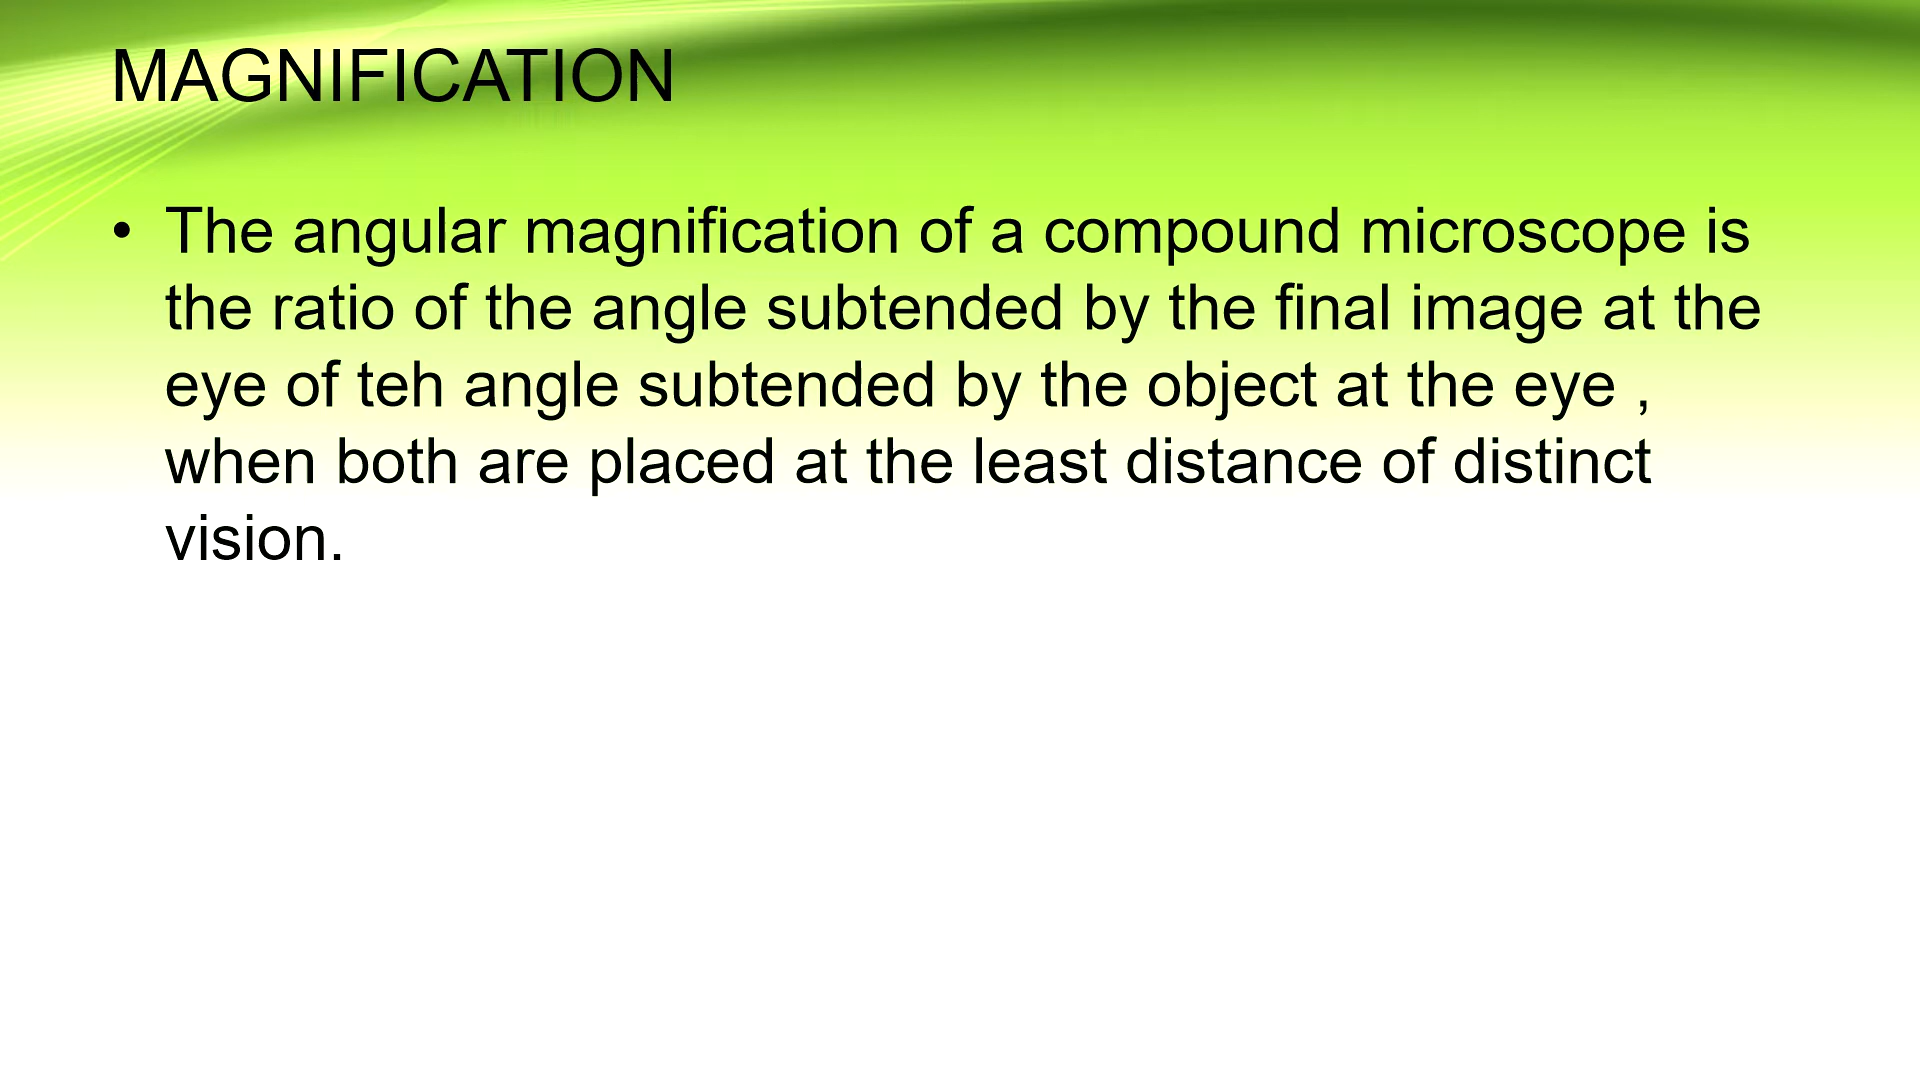 MAGNIFICATION
• The angular magnification of a compound microscope is
the ratio of the angle subtended by the final image at the
eye of teh angle subtended by the object at the eye ,
when both are placed at the least distance of distinct
vision.